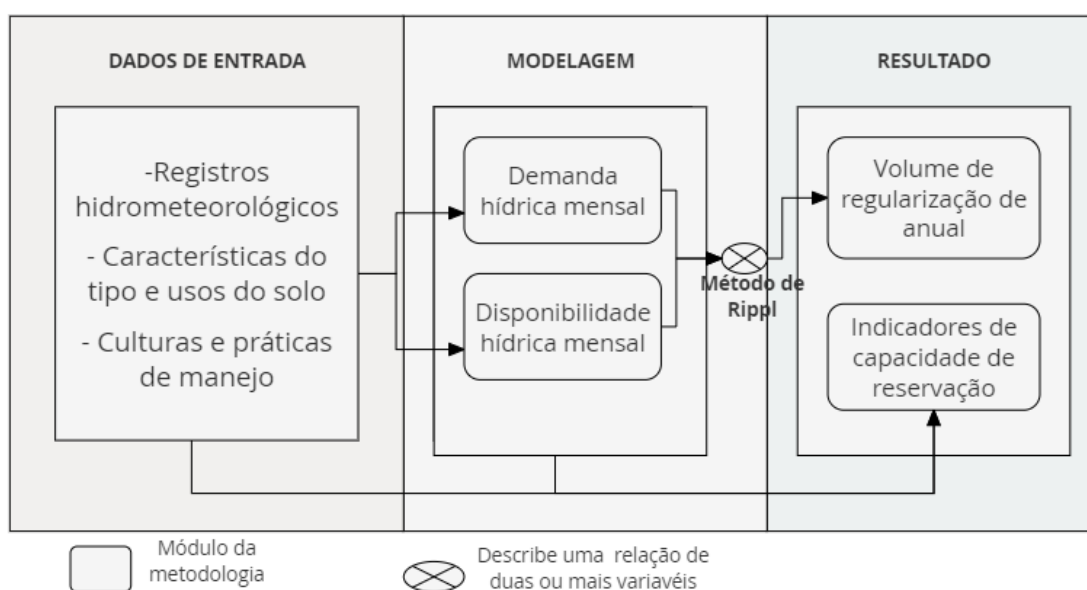 DADOS DE ENTRADA
-Registros
hidrometeorológicos
- Características do
tipo e usos do solo
- Culturas e práticas
de manejo
MODELAGEM
Demanda
hídrica mensal
Disponibilidade
hídrica mensal
Método de
Rippl
RESULTADO
Volume de
regularização de
anual
Indicadores de
capacidade de
reservação
Módulo da
metodologia
Describe uma relação de
duas ou mais variavéis